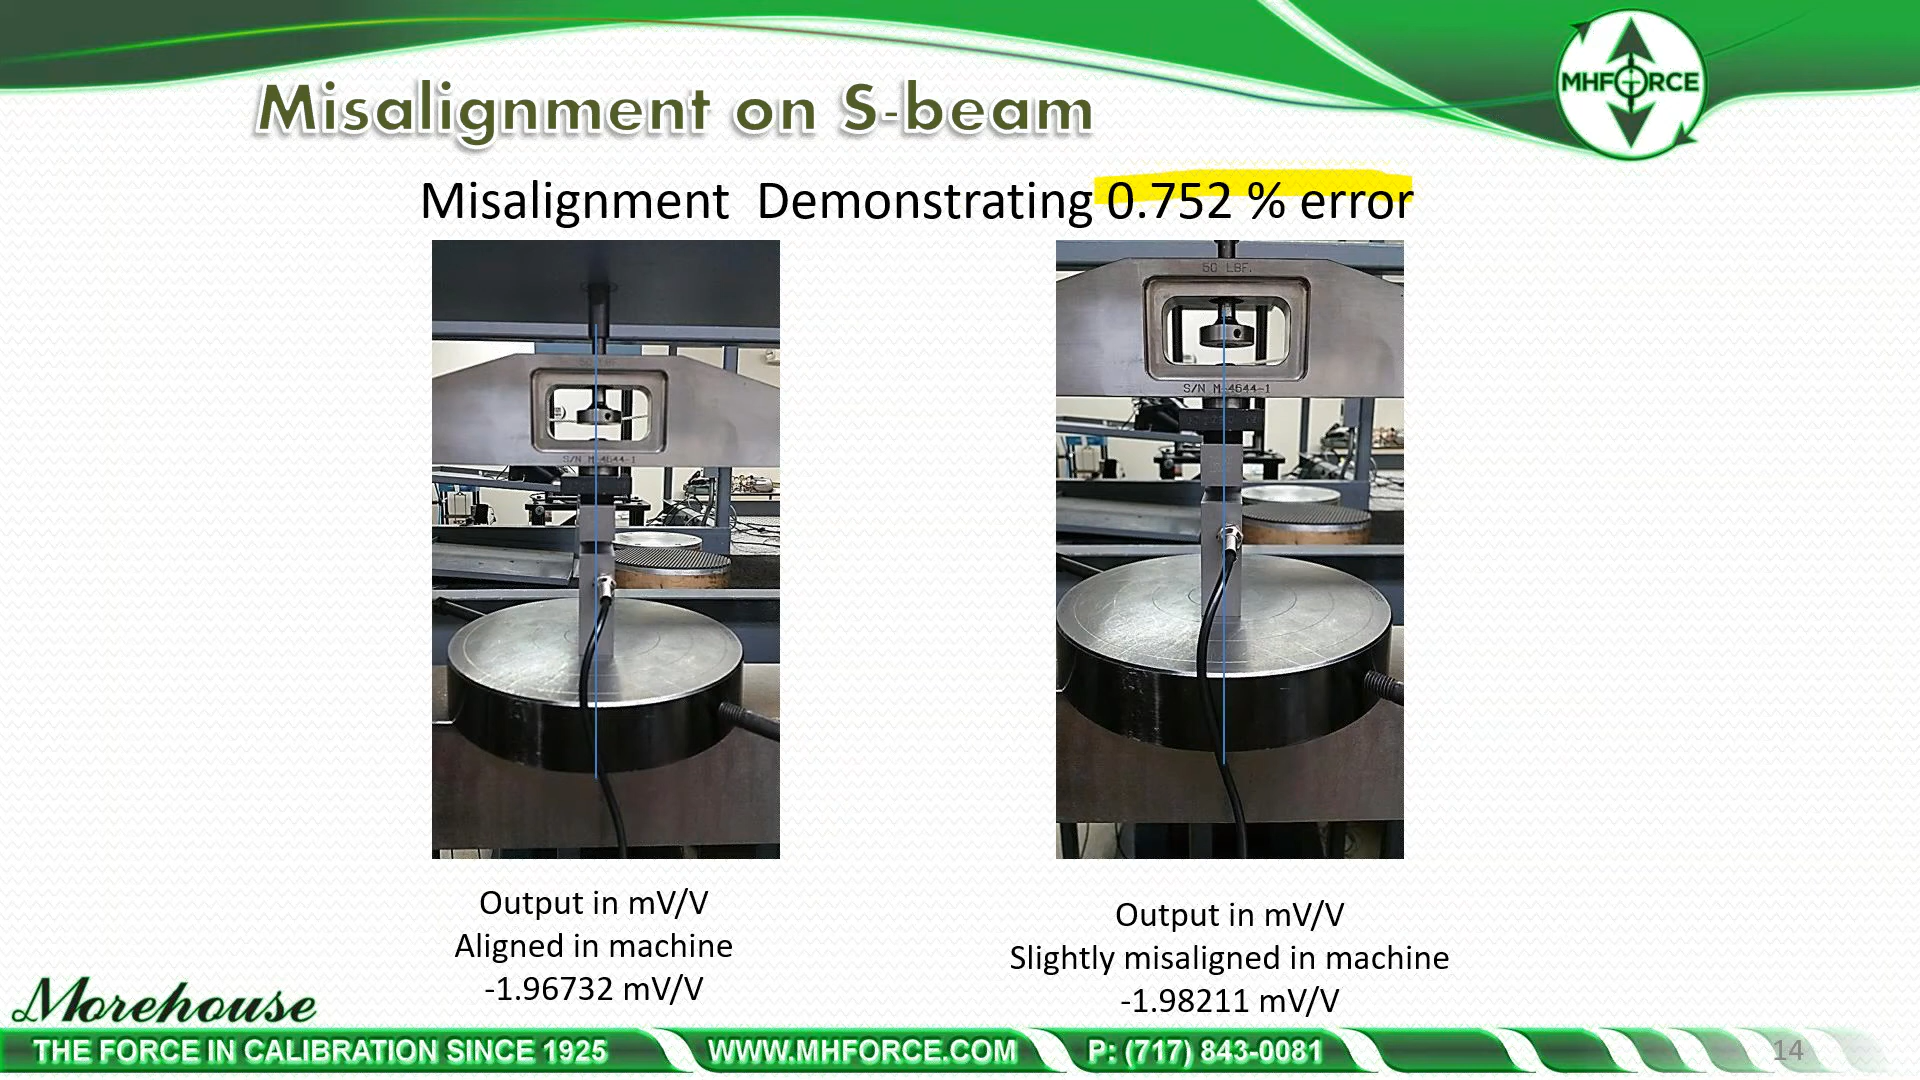 MHFORCE
Misalignment on S-beam
Misalignment Demonstrating 0.752 % error
50 LBF.
S/N M-4644-1
50 LBF.
S/N M-4644-1
Output in mV/V
Aligned in machine
-1.96732 mV/V
Output in mV/V
Slightly misaligned in machine
-1.98211 mV/V
Morehouse
THE FORCE IN CALIBRATION SINCE 1925
WWW.MHFORCE.COM
P: (717) 843-0081
14